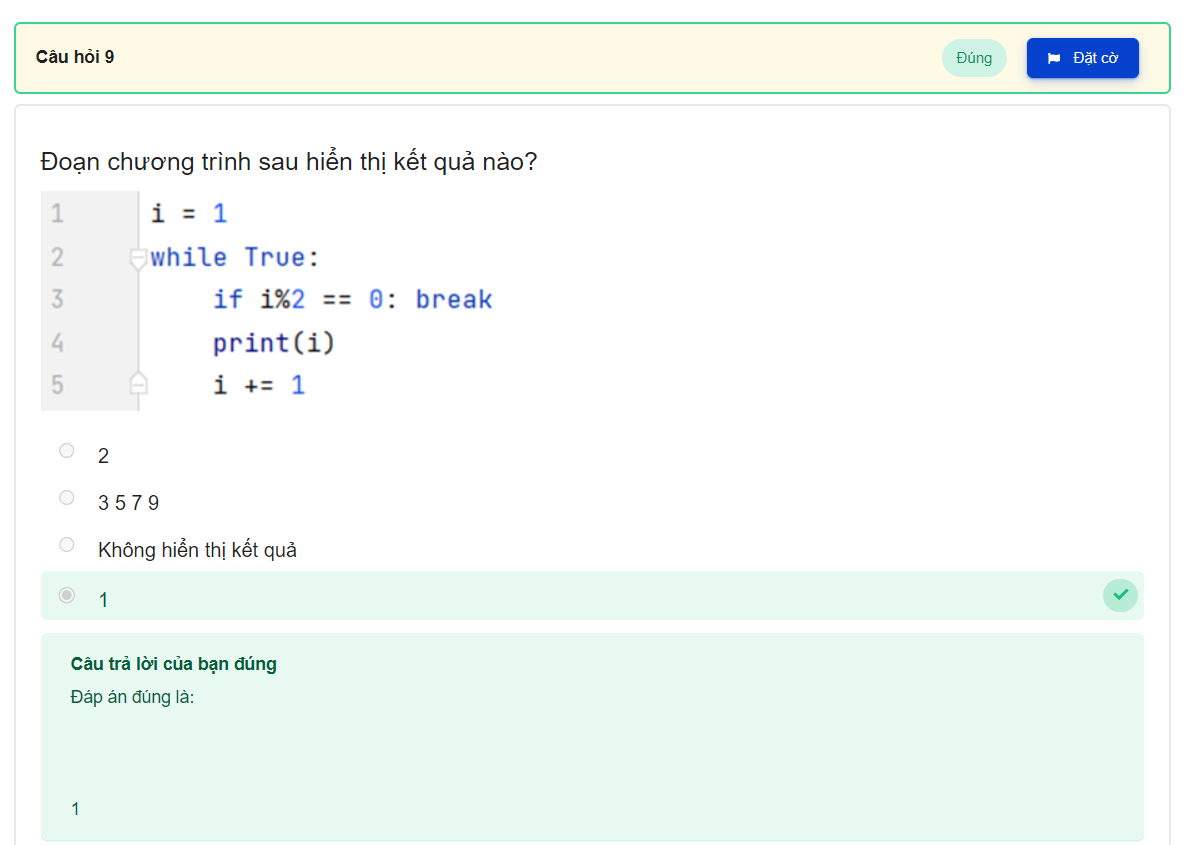 Câu hỏi 9
Đúng
Đặt cờ
Đoạn chương trình sau hiển thị kết quả nào?
1 i = 1
2 while True:
3 if i%2 == 0: break
4 print(i)
5 i += 1
2
3 5 7 9
Không hiển thị kết quả
1
Câu trả lời của bạn đúng
Đáp án đúng là:
1